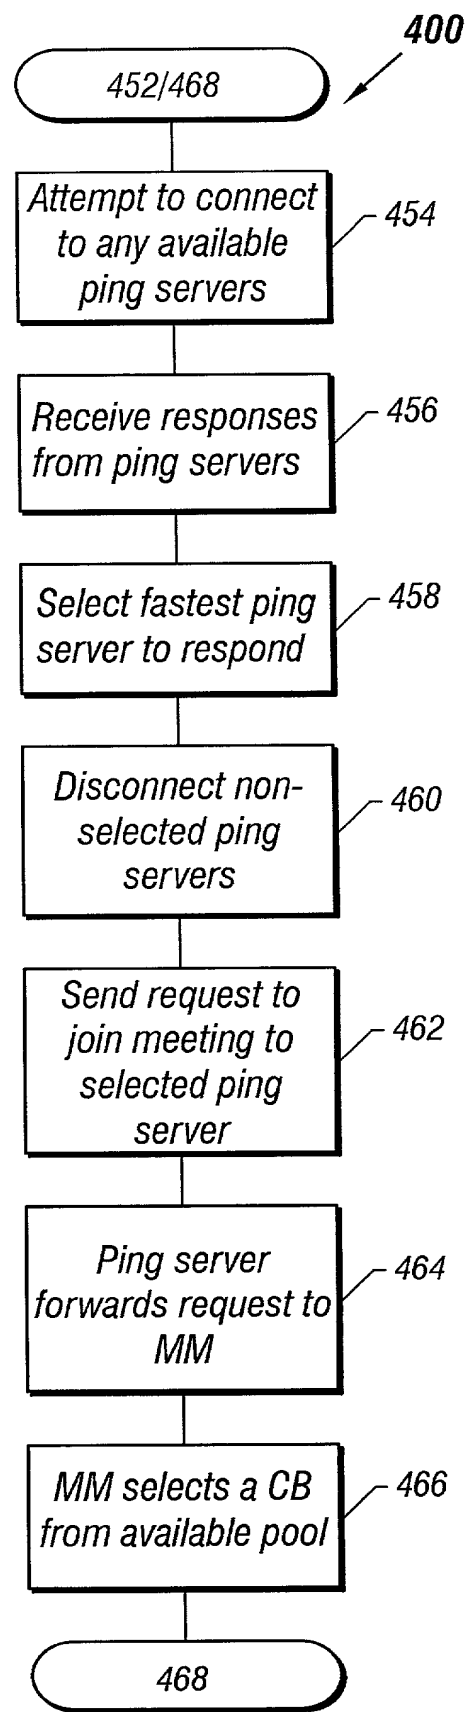 400
452/468
Attempt to connect
to any available
ping servers
454
Receive responses
from ping servers
456
Select fastest ping
server to respond
458
Disconnect non-
selected ping
servers
460
Send request to
join meeting to
selected ping
server
462
Ping server
forwards request to
MM
464
MM selects a CB
from available pool
466
468